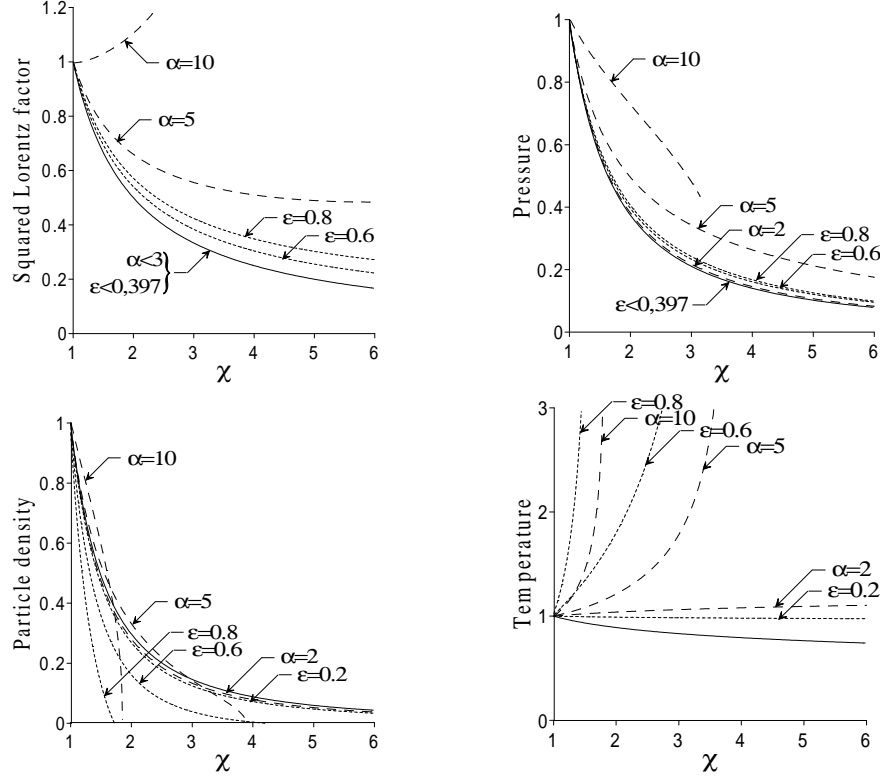 Squared Lorentz factor
1.2
1
0.8
0.6
0.4
0.2
0
α=10
α=5
ε=0.8
ε=0.6
α<3
ε<0,397
1 2 3 4 5 6
χ
Pressure
1
0.8
0.6
0.4
0.2
0
α=10
α=5
α=2
ε=0.8
ε=0.6
ε<0,397
1 2 3 4 5 6
χ
Particle density
1
0.8
0.6
0.4
0.2
0
α=10
α=5
ε=0.8
ε=0.6
α=2
ε=0.2
1 2 3 4 5 6
χ
Temperature
3
2
1
0
ε=0.8
α=10
ε=0.6
α=5
α=2
ε=0.2
1 2 3 4 5 6
χ